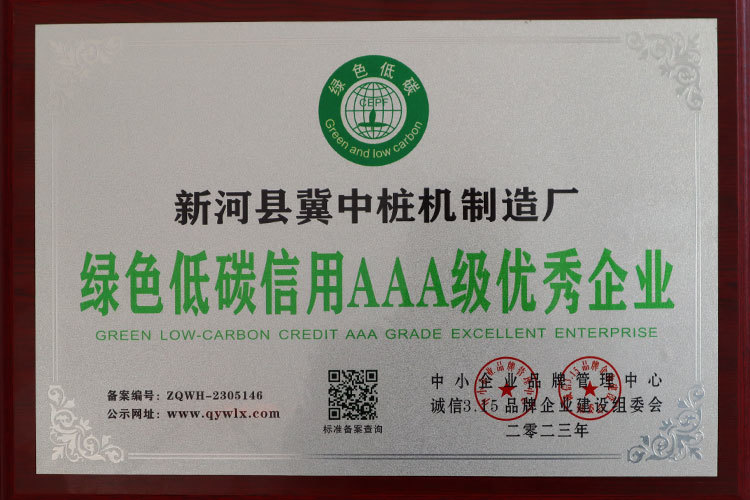 绿色低碳
CEPF
Green and low carbon
新河县冀中桩机制造厂
绿色低碳信用AAA级优秀企业
GREEN LOW-CARBON CREDIT AAA GRADE EXCELLENT ENTERPRISE
备案编号：ZQWH-2305146
公示网址：www.qywlx.com
标准备案查询
中小企业品牌管理中心
诚信3.15品牌企业建设组委会
二零二三年